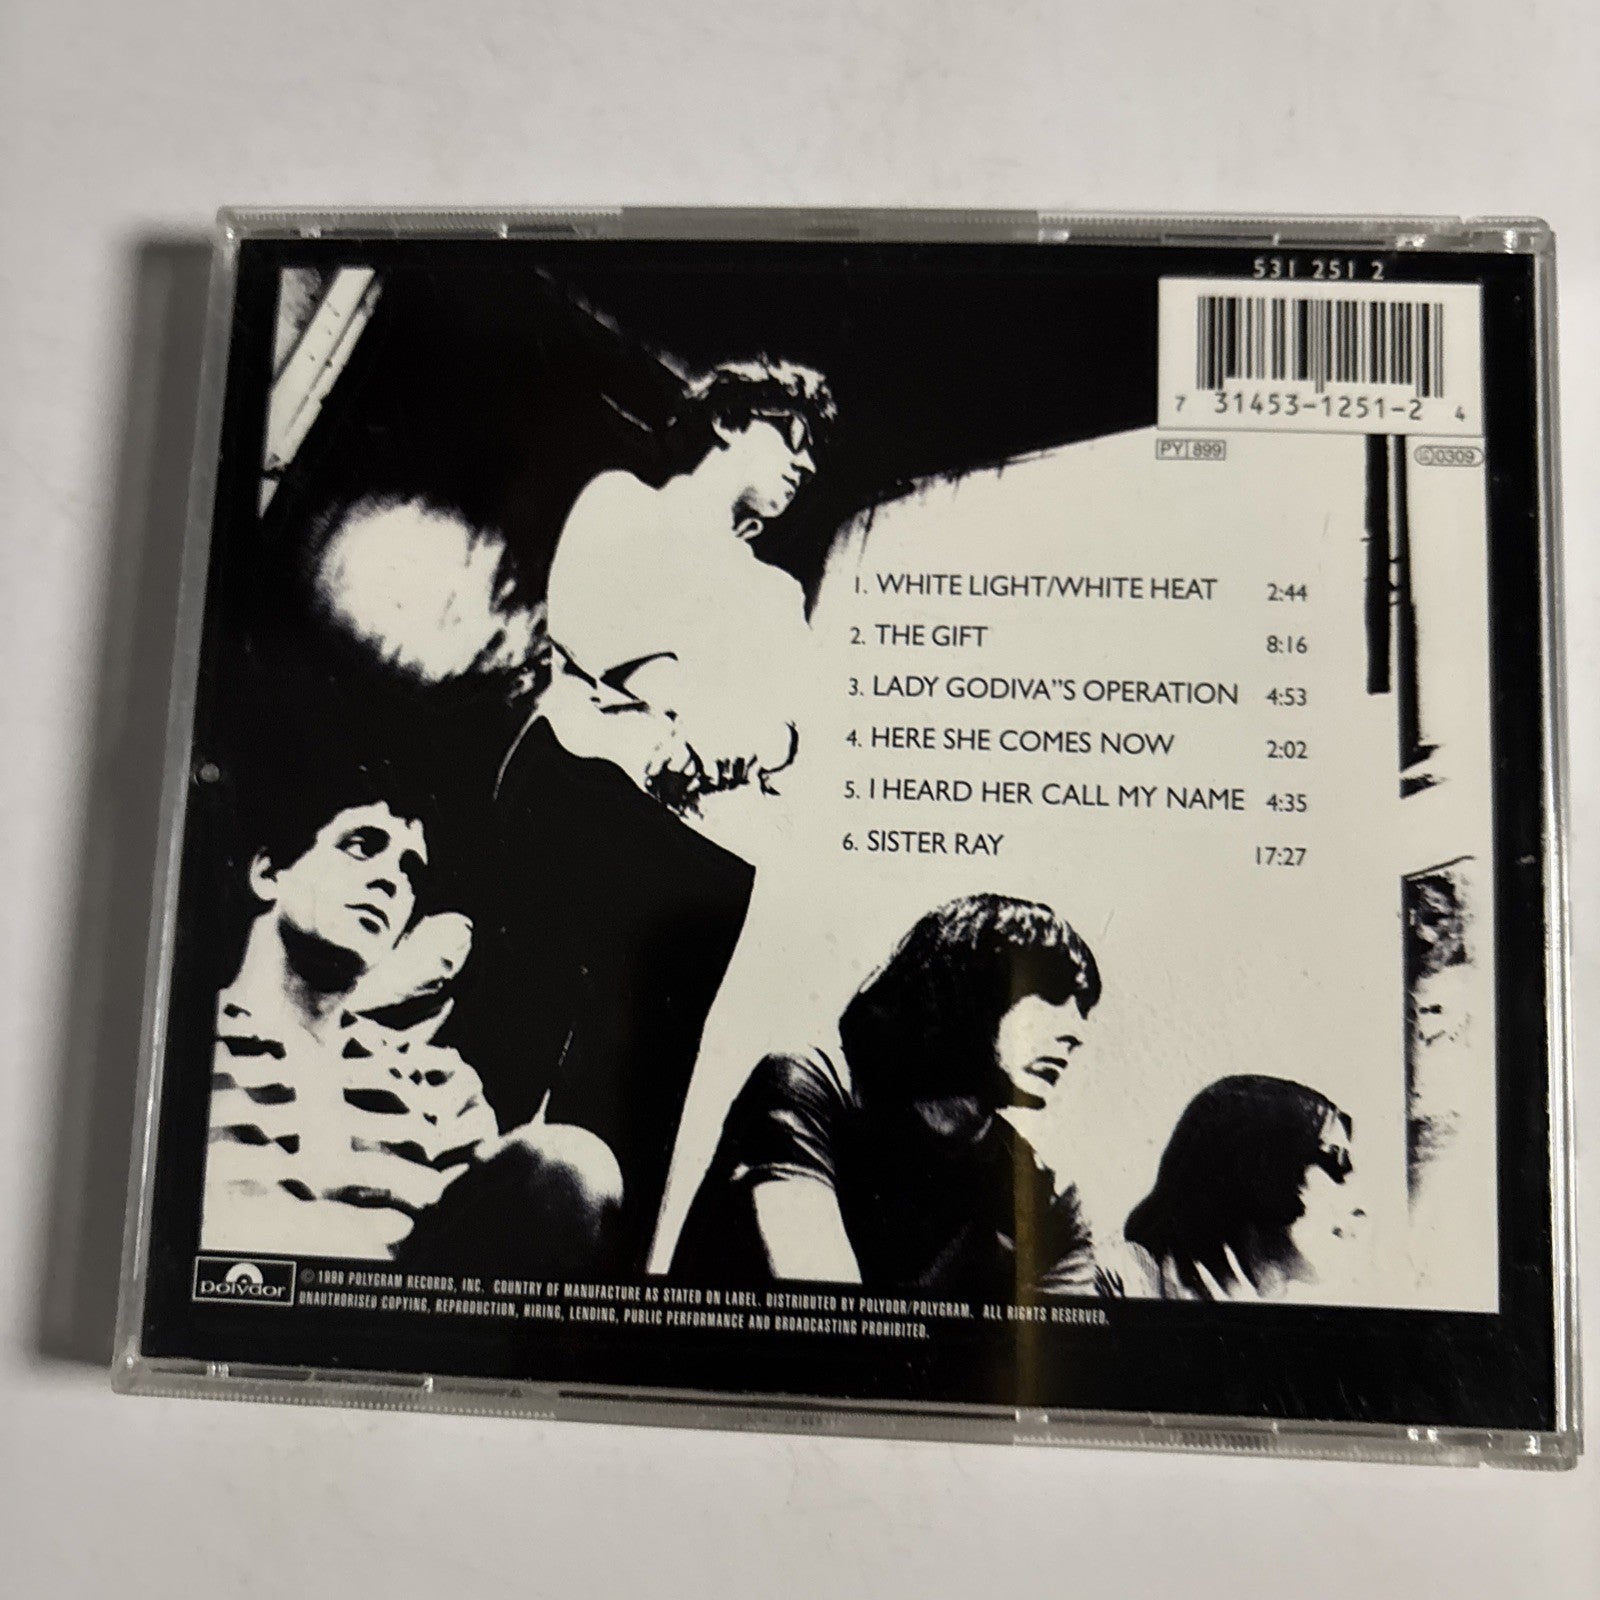 531 251 2
7 31453-1251-2 4
PY 899
0309
1. WHITE LIGHT/WHITE HEAT 2:44
2. THE GIFT 8:16
3. LADY GODIVA"S OPERATION 4:53
4. HERE SHE COMES NOW 2:02
5. I HEARD HER CALL MY NAME 4:35
6. SISTER RAY 17:27
polydor
© 1996 POLYGRAM RECORDS, INC. COUNTRY OF MANUFACTURE AS STATED ON LABEL. DISTRIBUTED BY POLYDOR/POLYGRAM. ALL RIGHTS RESERVED.
UNAUTHORISED COPYING, REPRODUCTION, HIRING, LENDING, PUBLIC PERFORMANCE AND BROADCASTING PROHIBITED.